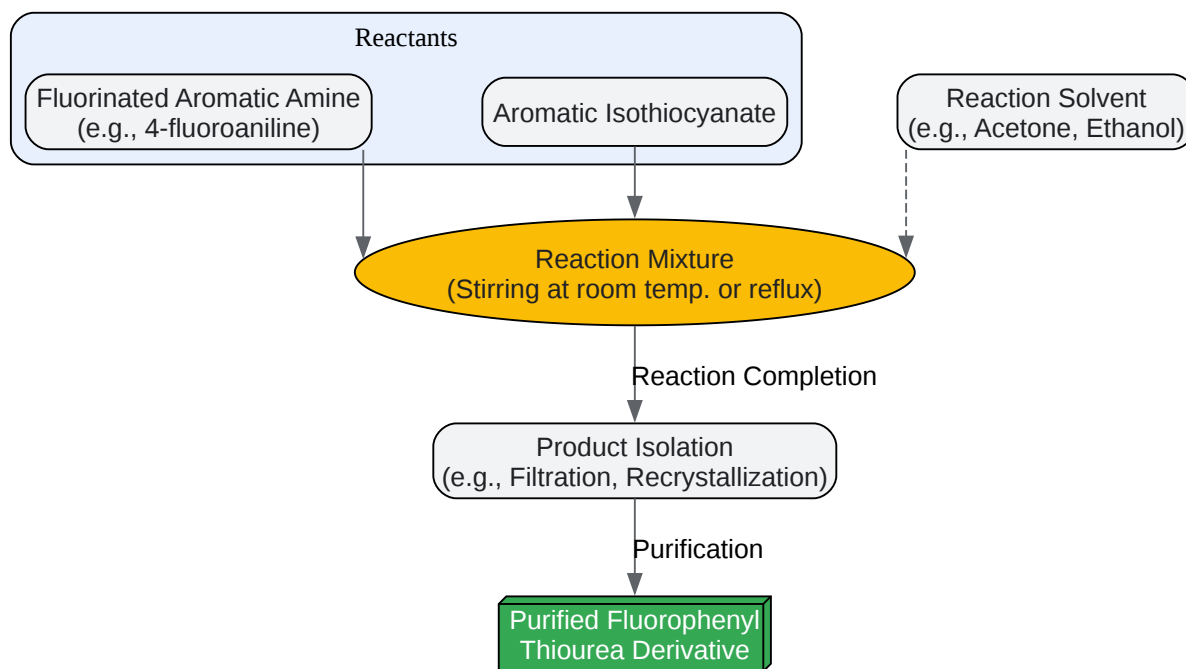 Reactants
Fluorinated Aromatic Amine
(e.g., 4-fluoroaniline)
Aromatic Isothiocyanate
Reaction Solvent
(e.g., Acetone, Ethanol)
Reaction Mixture
(Stirring at room temp. or reflux)
Reaction Completion
Product Isolation
(e.g., Filtration, Recrystallization)
Purification
Purified Fluorophenyl
Thiourea Derivative